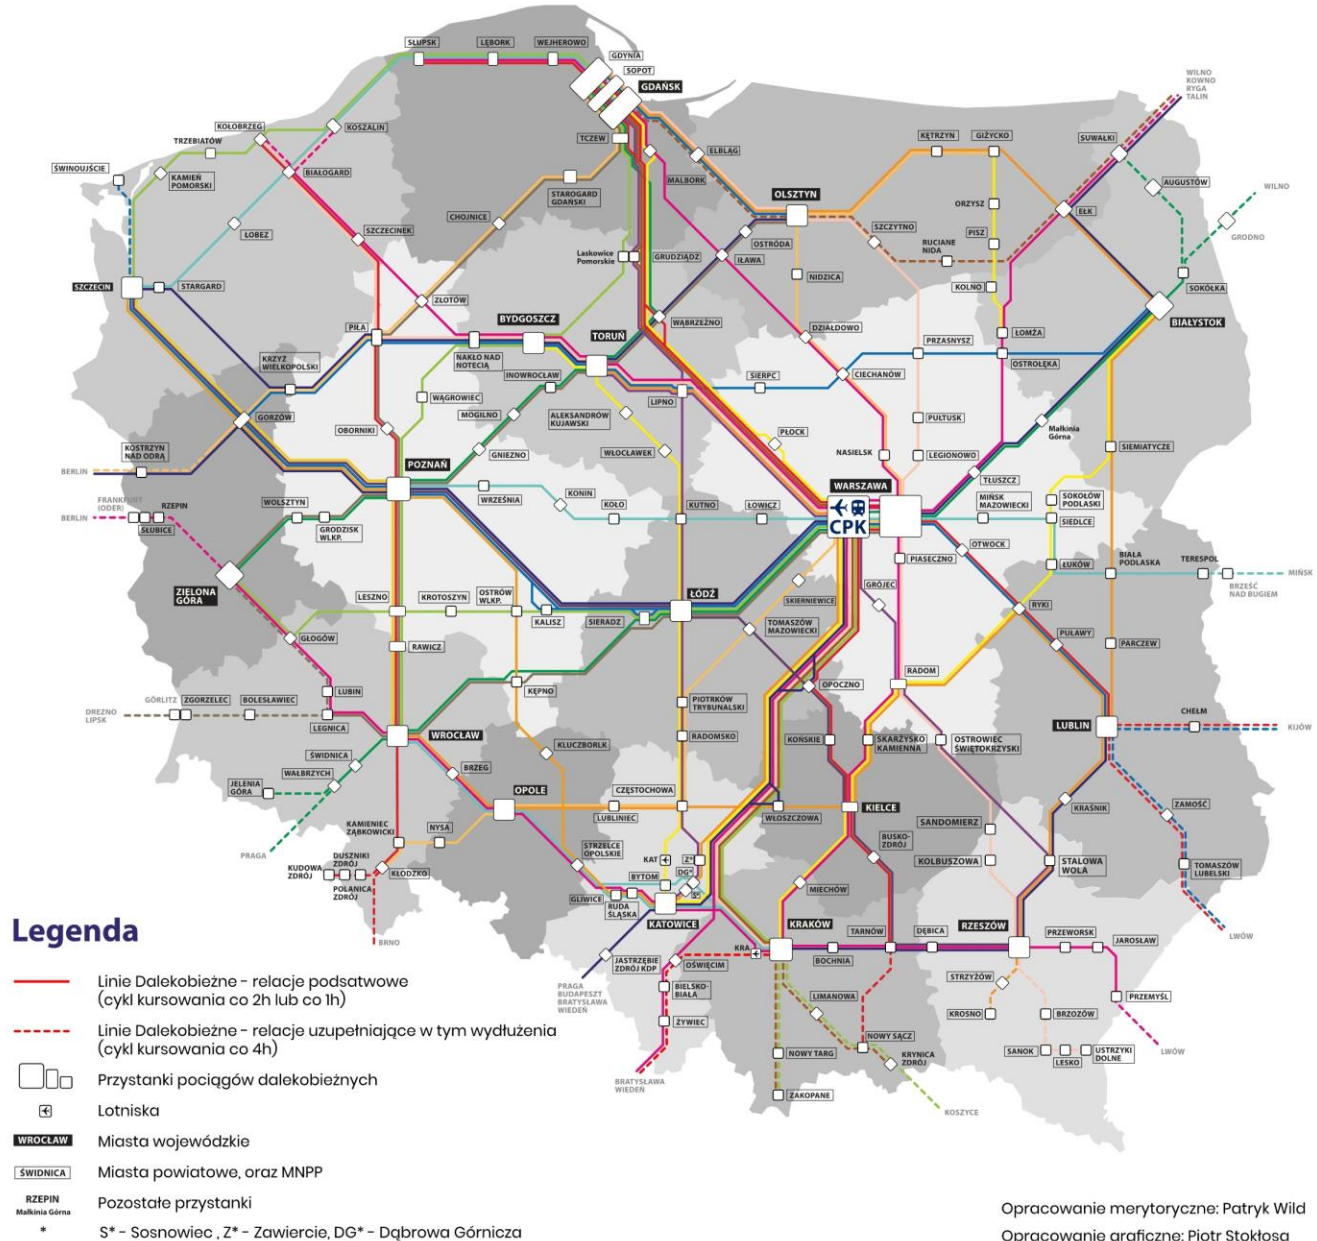 SŁUPSK
LĘBORK
WEJHEROWO
GDYNIA
SOPOT
GDAŃSK
WILNO
KOWNO
RYGA
TALIN
KOŁOBRZEG
KOSZALIN
TRZEBIATÓW
TCZEW
ELBLĄG
KĘTRZYN
GIŻYCKO
SUWAŁKI
ŚWINOUJŚCIE
KAMIEŃ
POMORSKI
BIAŁOGARD
MALBORK
STAROGARD
GDAŃSKI
OLSZTYN
AUGUSTÓW
WILNO
ORZYSZ
EŁK
CHOJNICE
ŁOBEZ
SZCZECINEK
OSTRÓDA
SZCZYTNO
PISZ
RUCIANE
NIDA
GRODNO
Laskowice
Pomorskie
GRUDZIĄDZ
IŁAWA
NIDZICA
KOLNO
SOKÓŁKA
SZCZECIN
STARGARD
ZŁOTÓW
BYDGOSZCZ
WĄBRZEŹNO
DZIAŁDOWO
ŁOMŻA
BIAŁYSTOK
PIŁA
TORUŃ
PRZASNYSZ
KRZYŻ
WIELKOPOLSKI
NAKŁO NAD
NOTECIĄ
INOWROCŁAW
SIERPC
CIECHANÓW
OSTROŁĘKA
WĄGROWIEC
LIPNO
GORZÓW
OBORNIKI
MOGILNO
ALEKSANDRÓW
KUJAWSKI
PŁOCK
PUŁTUSK
Małkinia
Górna
KOSTRZYN
NAD ODRĄ
GNIEZNO
WŁOCŁAWEK
NASIELSK
LEGIONOWO
SIEMIATYCZE
BERLIN
POZNAŃ
WARSZAWA
TŁUSZCZ
FRANKFURT
(ODER)
RZEPIN
WOLSZTYN
WRZEŚNIA
KONIN
MIŃSK
MAZOWIECKI
SOKOŁÓW
PODLASKI
BERLIN
SŁUBICE
GRODZISK
WLKP.
KOŁO
KUTNO
ŁOWICZ
CPK
SIEDLCE
OTWOCK
PIASECZNO
BIAŁA
PODLASKA
TERESPOL
MIŃSK
ŁUKÓW
BRZEŚĆ
NAD BUGIEM
ZIELONA
GÓRA
LESZNO
KROTOSZYN
OSTRÓW
WLKP.
ŁÓDŹ
SKIERNIEWICE
GRÓJEC
RYKI
KALISZ
SIERADZ
TOMASZÓW
MAZOWIECKI
GŁOGÓW
RAWICZ
PUŁAWY
PARCZEW
RADOM
LUBIN
KĘPNO
OPOCZNO
GÖRLITZ
ZGORZELEC
BOLESŁAWIEC
PIOTRKÓW
TRYBUNALSKI
DREZNO
LIPSK
LEGNICA
CHEŁM
LUBLIN
KIJÓW
WROCŁAW
RADOMSKO
KOŃSKIE
SKARŻYSKO
KAMIENNA
OSTROWIEC
ŚWIĘTOKRZYSKI
ŚWIDNICA
KLUCZBORLK
WAŁBRZYCH
BRZEG
JELENIA
GÓRA
OPOLE
CZĘSTOCHOWA
KIELCE
KRAŚNIK
ZAMOŚĆ
LUBLINIEC
WŁOSZCZOWA
KAMIENIEC
ZĄBKOWICKI
NYSA
SANDOMIERZ
BUSKO-
ZDRÓJ
PRAGA
STRZELCE
OPOLSKIE
KAT
Z*
KOLBUSZOWA
STALOWA
WOLA
TOMASZÓW
LUBELSKI
KUDOWA
ZDRÓJ
DUSZNIKI
ZDRÓJ
POLANICA
ZDRÓJ
KŁODZKO
BYTOM
DG*
S*
MIECHÓW
GLIWICE
RUDA
ŚLĄSKA
KATOWICE
KRAKÓW
TARNÓW
DĘBICA
RZESZÓW
PRZEWORSK
JAROSŁAW
LWÓW
BRNO
KRA
BOCHNIA
JASTRZĘBIE
ZDRÓJ KDP
OŚWIĘCIM
STRZYŻÓW
PRAGA
BUDAPESZT
BRATYSŁAWA
WIEDEŃ
BIELSKO-
BIAŁA
LIMANOWA
PRZEMYŚL
KROSNO
BRZOZÓW
ŻYWIEC
NOWY SĄCZ
NOWY TARG
KRYNICA
ZDRÓJ
SANOK
LESKO
USTRZYKI
DOLNE
LWÓW
BRATYSŁAWA
WIEDEŃ
ZAKOPANE
KOSZYCE
Legenda
Linie Dalekobieżne - relacje podsatwowe
(cykl kursowania co 2h lub co 1h)
Linie Dalekobieżne - relacje uzupełniające w tym wydłużenia
(cykl kursowania co 4h)
Przystanki pociągów dalekobieżnych
Lotniska
WROCŁAW Miasta wojewódzkie
ŚWIDNICA Miasta powiatowe, oraz MNPP
RZEPIN
Małkinia Górna Pozostałe przystanki
* S* - Sosnowiec , Z* - Zawiercie, DG* - Dąbrowa Górnicza
Opracowanie merytoryczne: Patryk Wild
Opracowanie graficzne: Piotr Stokłosa